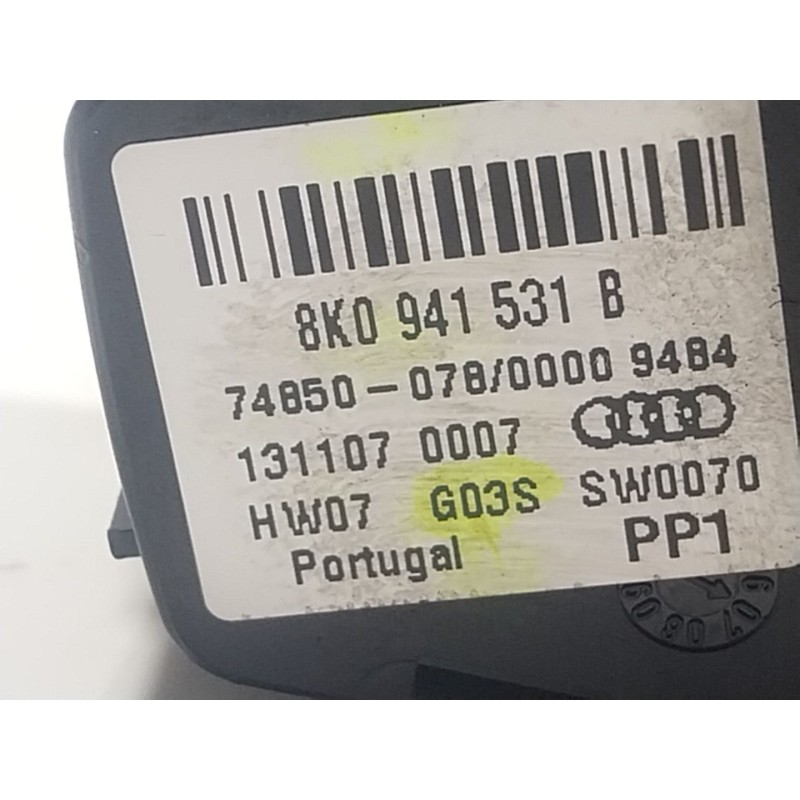 8K0 941 531 B
74850-078/0000 9484
131107 0007
HW07 G03S SW0070
Portugal PP1